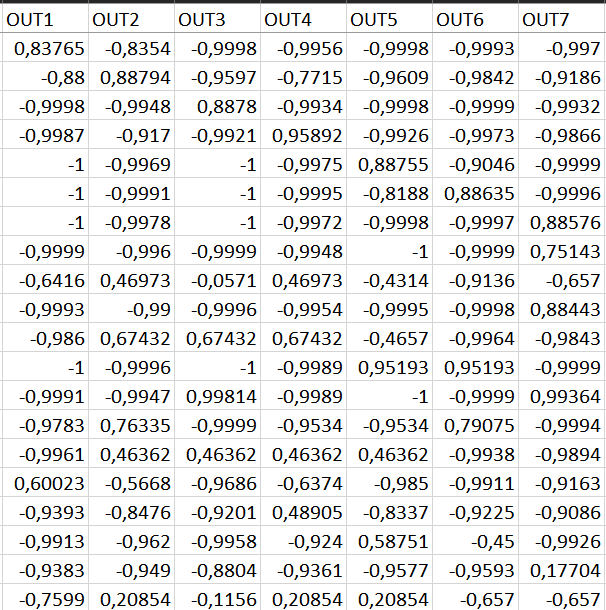 OUT1 OUT2 OUT3 OUT4 OUT5 OUT6 OUT7
0,83765 -0,8354 -0,9998 -0,9956 -0,9998 -0,9993 -0,997
-0,88 0,88794 -0,9597 -0,7715 -0,9609 -0,9842 -0,9186
-0,9998 -0,9948 0,8878 -0,9934 -0,9998 -0,9999 -0,9932
-0,9987 -0,917 -0,9921 0,95892 -0,9926 -0,9973 -0,9866
-1 -0,9969 -1 -0,9975 0,88755 -0,9046 -0,9999
-1 -0,9991 -1 -0,9995 -0,8188 0,88635 -0,9996
-1 -0,9978 -1 -0,9972 -0,9998 -0,9997 0,88576
-0,9999 -0,996 -0,9999 -0,9948 -1 -0,9999 0,75143
-0,6416 0,46973 -0,0571 0,46973 -0,4314 -0,9136 -0,657
-0,9993 -0,99 -0,9996 -0,9954 -0,9995 -0,9998 0,88443
-0,986 0,67432 0,67432 0,67432 -0,4657 -0,9964 -0,9843
-1 -0,9996 -1 -0,9989 0,95193 0,95193 -0,9999
-0,9991 -0,9947 0,99814 -0,9989 -1 -0,9999 0,99364
-0,9783 0,76335 -0,9999 -0,9534 -0,9534 0,79075 -0,9994
-0,9961 0,46362 0,46362 0,46362 0,46362 -0,9938 -0,9894
0,60023 -0,5668 -0,9686 -0,6374 -0,985 -0,9911 -0,9163
-0,9393 -0,8476 -0,9201 0,48905 -0,8337 -0,9225 -0,9086
-0,9913 -0,962 -0,9958 -0,924 0,58751 -0,45 -0,9926
-0,9383 -0,949 -0,8804 -0,9361 -0,9577 -0,9593 0,17704
-0,7599 0,20854 -0,1156 0,20854 0,20854 -0,657 -0,657